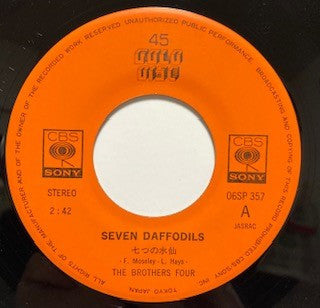 UNAUTHORIZED PUBLIC PERFORMANCE, BROADCASTING AND COPYING OF THIS RECORD PROHIBITED
ALL RIGHTS OF THE MANUFACTURER AND OF THE OWNER OF THE RECORDED WORK RESERVED
45
GOLD
DISC
CBS
SONY
CBS
SONY
STEREO
2:42
06SP 357
A
JASRAC
SEVEN DAFFODILS
七つの水仙
- F. Moseley - L. Hays -
THE BROTHERS FOUR
CBS/SONY INC.
TOKYO JAPAN